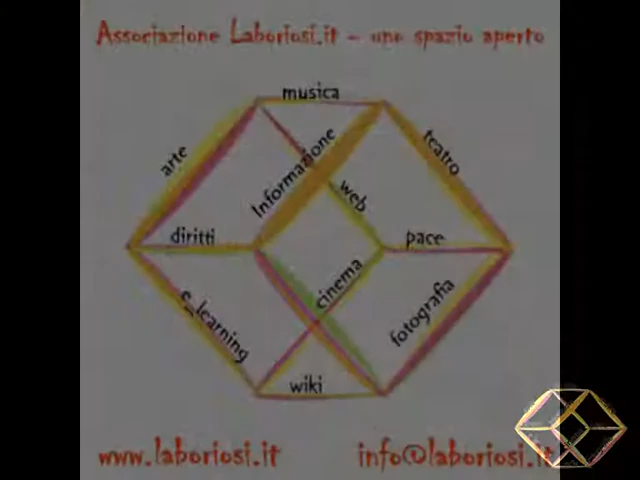 Associazione Laboriosi.it - uno spazio aperto
musica
arte
Informazione
teatro
web
diritti
pace
cinema
e_learning
fotografia
wiki
www.laboriosi.it
info@laboriosi.it